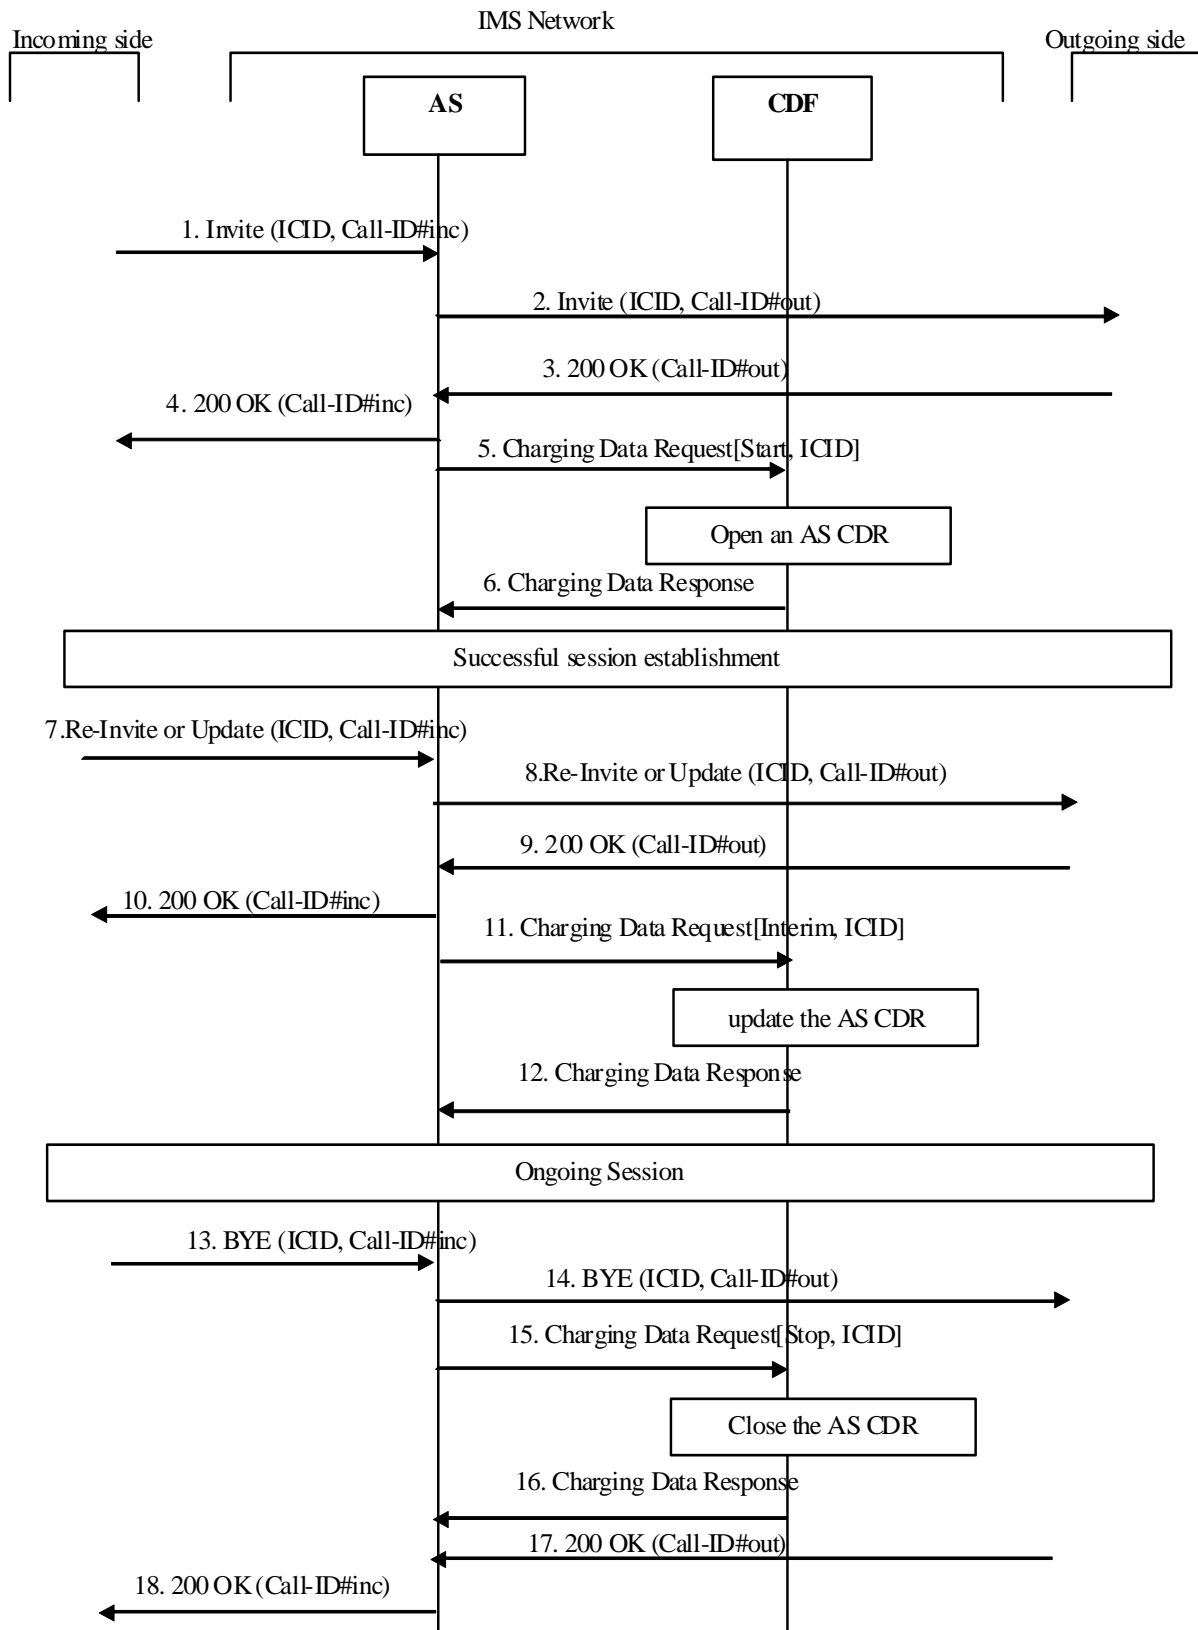 IMS Network
Incoming side
Outgoing side
AS
CDF
1. Invite (ICID, Call-ID#inc)
2. Invite (ICID, Call-ID#out)
3. 200 OK (Call-ID#out)
4. 200 OK (Call-ID#inc)
5. Charging Data Request[Start, ICID]
Open an AS CDR
6. Charging Data Response
Successful session establishment
7.Re-Invite or Update (ICID, Call-ID#inc)
8.Re-Invite or Update (ICID, Call-ID#out)
9. 200 OK (Call-ID#out)
10. 200 OK (Call-ID#inc)
11. Charging Data Request[Interim, ICID]
update the AS CDR
12. Charging Data Response
Ongoing Session
13. BYE (ICID, Call-ID#inc)
14. BYE (ICID, Call-ID#out)
15. Charging Data Request[Stop, ICID]
Close the AS CDR
16. Charging Data Response
17. 200 OK (Call-ID#out)
18. 200 OK (Call-ID#inc)